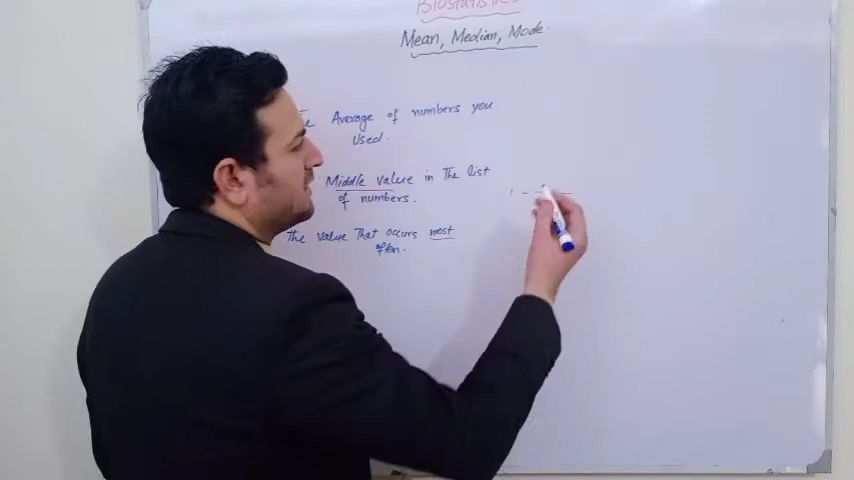 Biostatistics
Mean, Median, Mode.
Average of numbers you
used.
Middle value in The list
of numbers.
the value That occurs most
often.